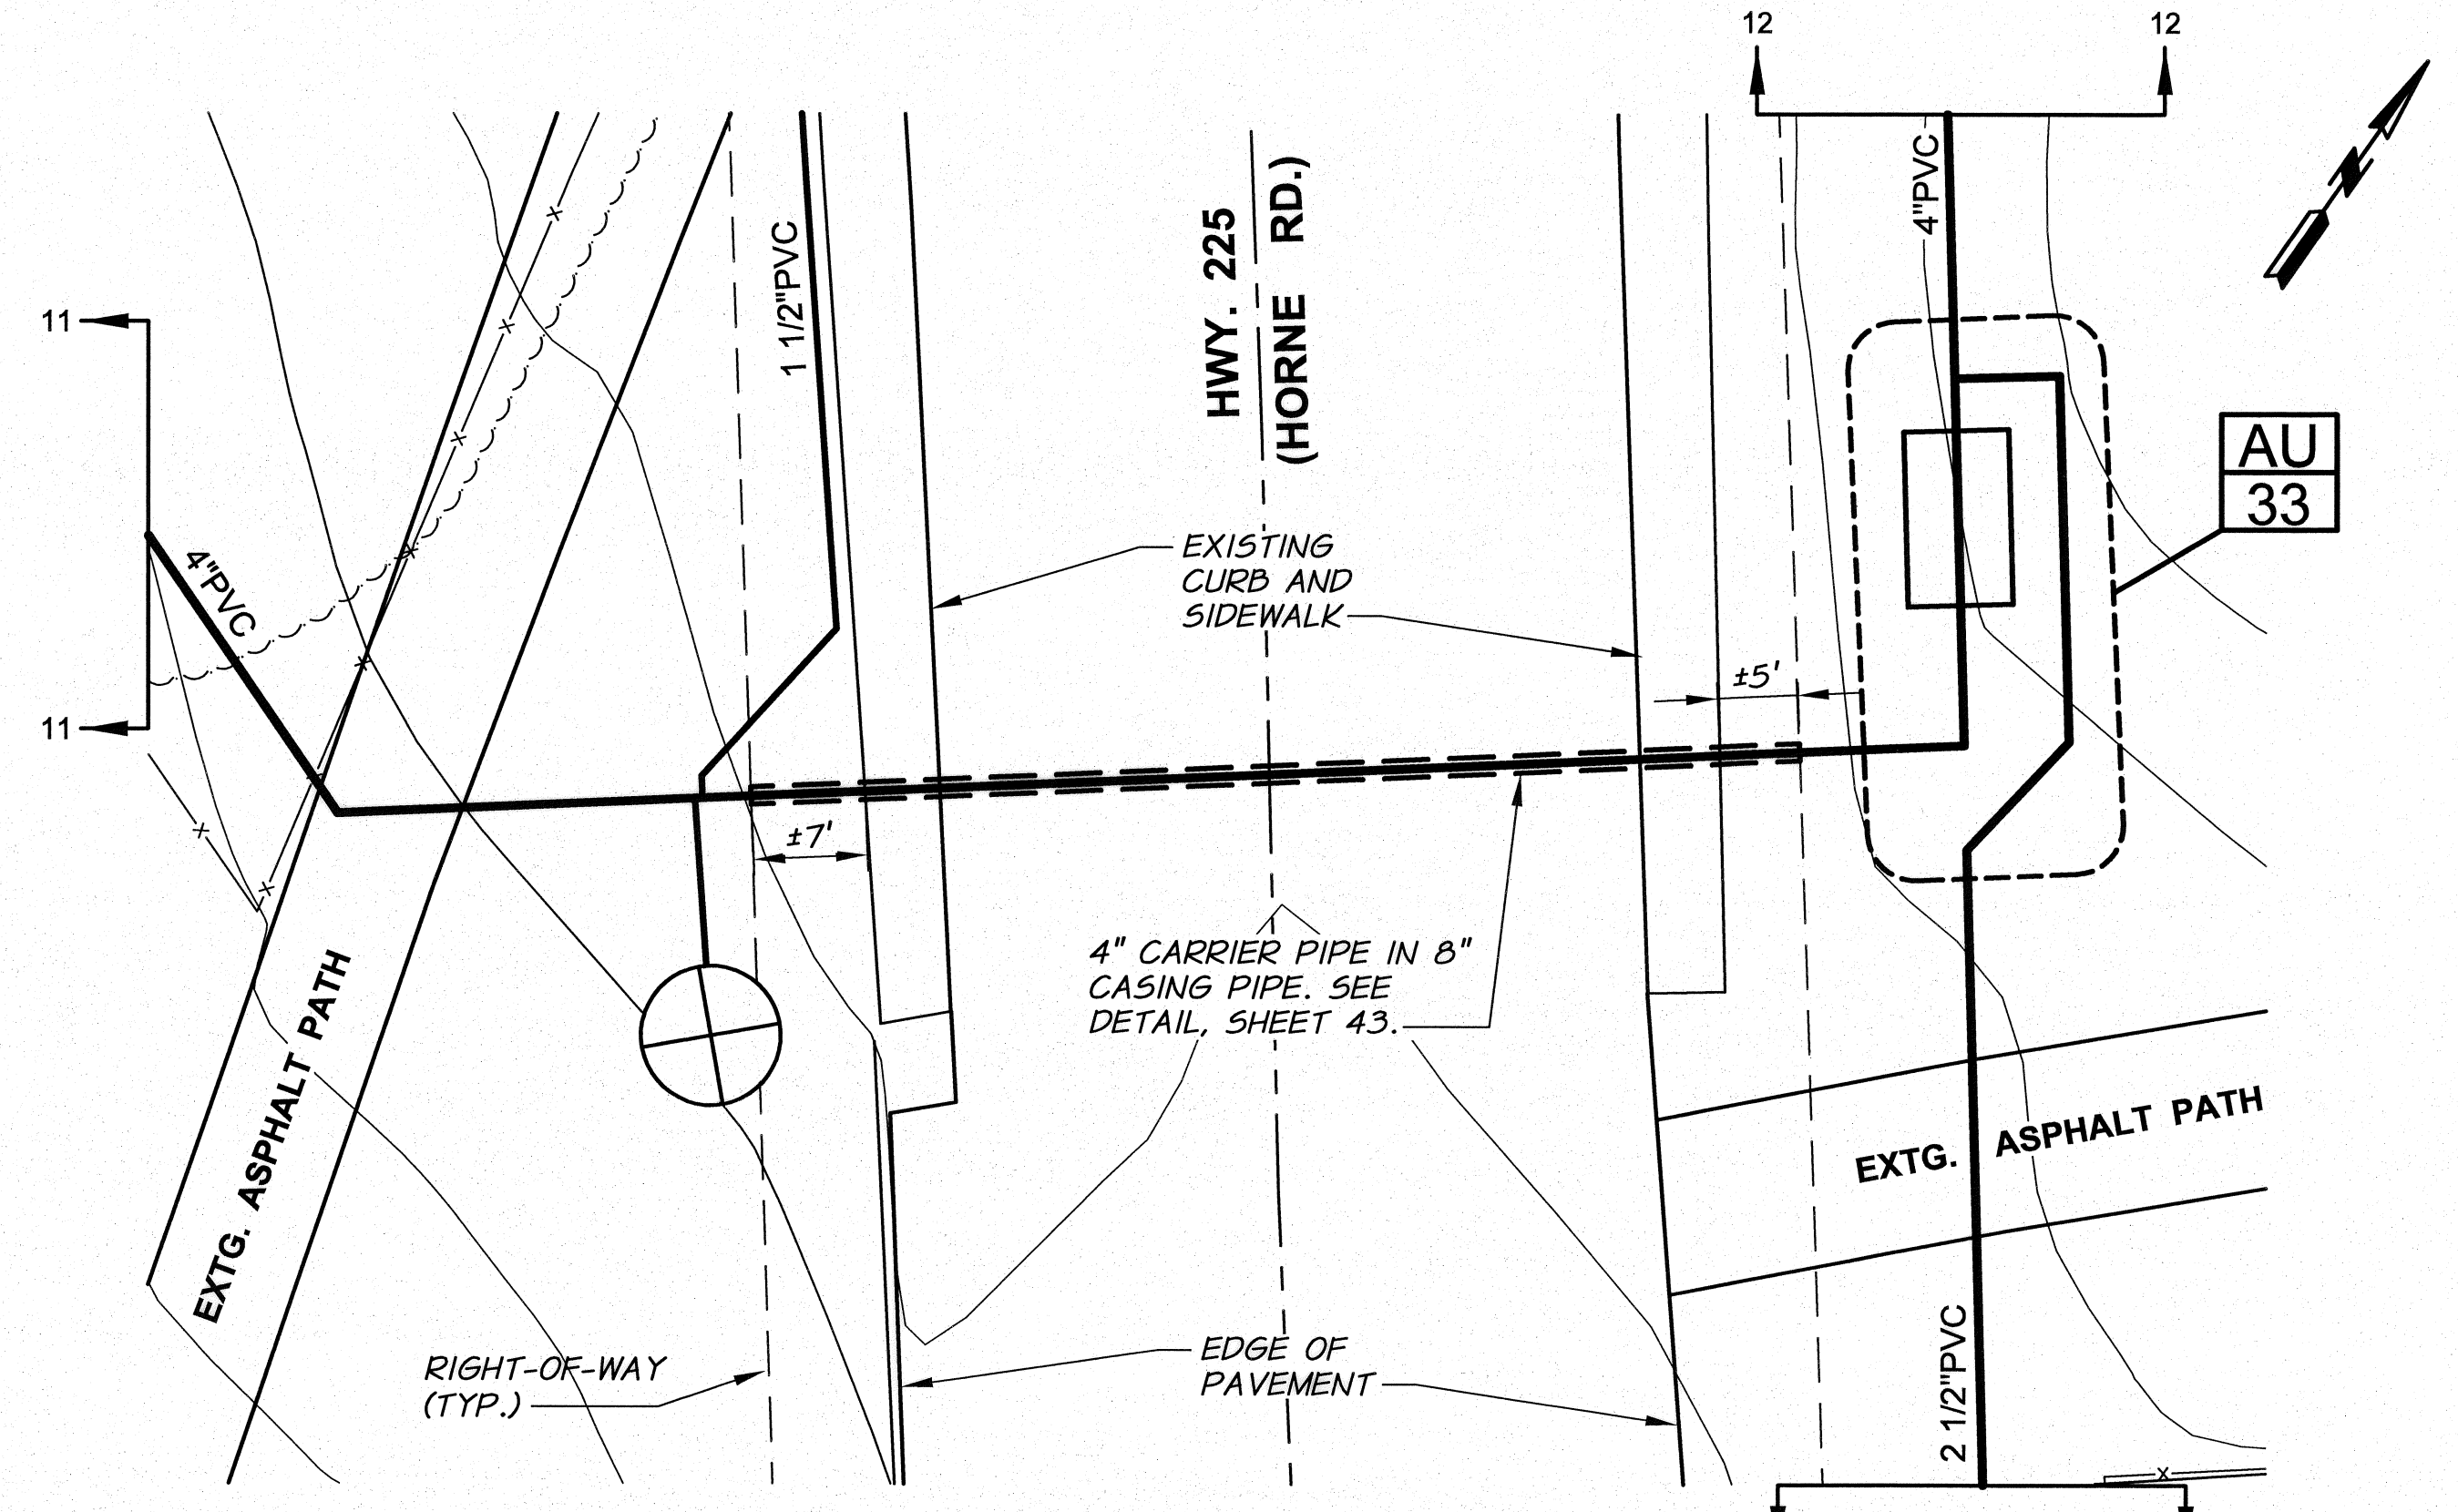 12
12
4"PVC
1 1/2"PVC
HWY. 225
(HORNE RD.)
11
AU
33
EXISTING
CURB AND
SIDEWALK
4"PVC
±5'
11
±7'
4" CARRIER PIPE IN 8"
CASING PIPE. SEE
DETAIL, SHEET 43.
EXTG. ASPHALT PATH
EXTG. ASPHALT PATH
RIGHT-OF-WAY
(TYP.)
EDGE OF
PAVEMENT
2 1/2"PVC